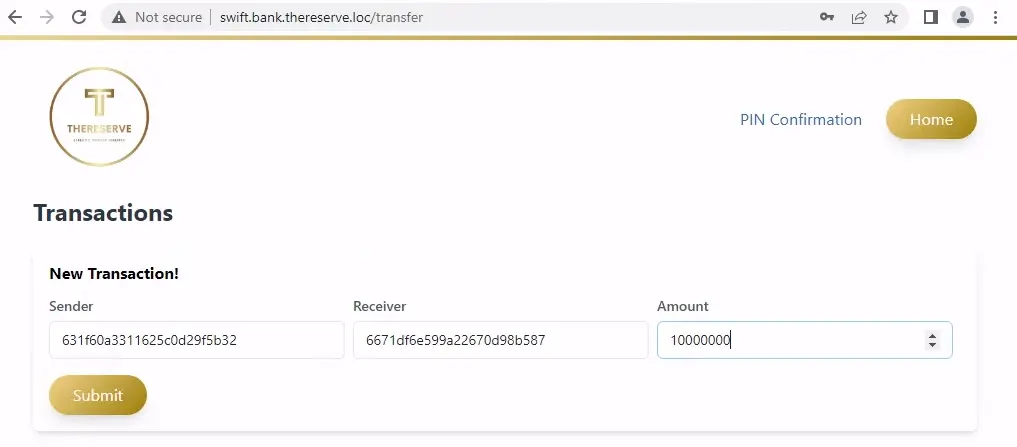 Not secure swift.bank.thereserve.loc/transfer
THERESERVE
PIN Confirmation Home
Transactions
New Transaction!
Sender Receiver Amount
631f60a3311625c0d29f5b32 6671df6e599a22670d98b587 10000000
Submit